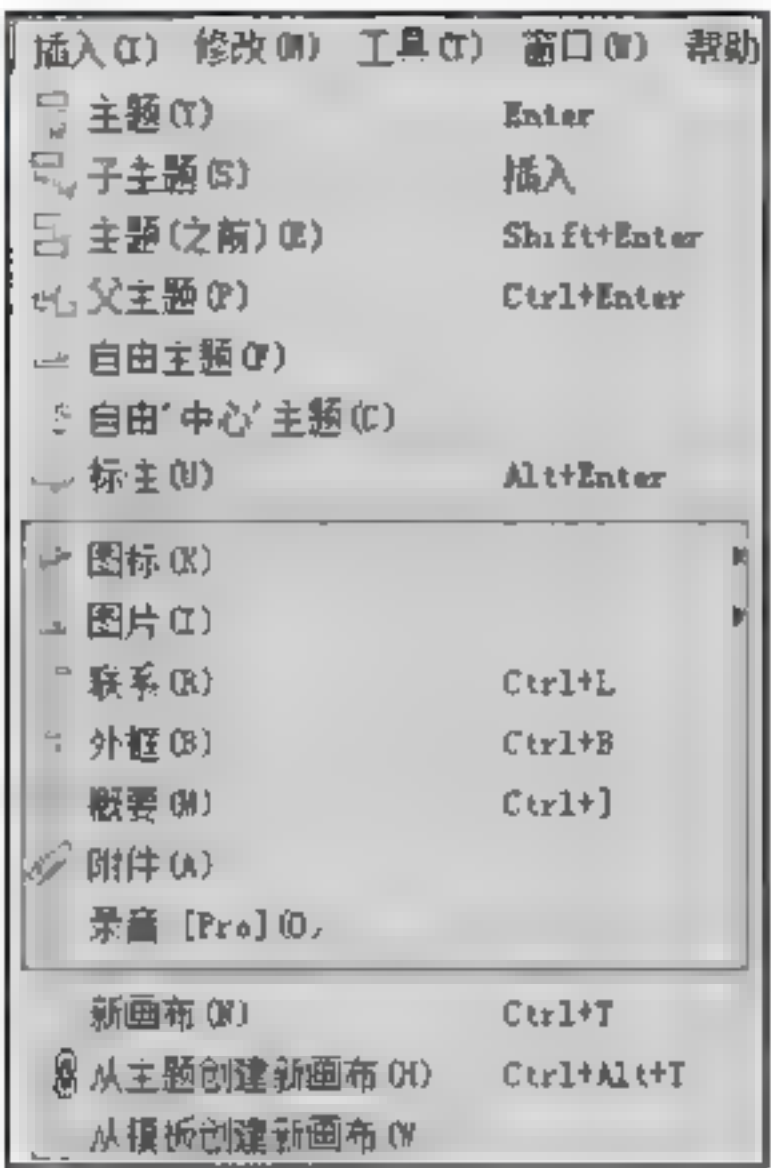 插入(I) 修改(M) 工具(T) 窗口(W) 帮助
主题(Y) Enter
子主题(S) 插入
主题(之前)(E) Shift+Enter
父主题(P) Ctrl+Enter
自由主题(F)
自由'中心'主题(C)
标主(U) Alt+Enter
图标(K)
图片(I)
联系(R) Ctrl+L
外框(B) Ctrl+B
概要(M) Ctrl+]
附件(A)
录音 [Pro](O,
新画布(N) Ctrl+T
从主题创建新画布(H) Ctrl+Alt+T
从模板创建新画布(W